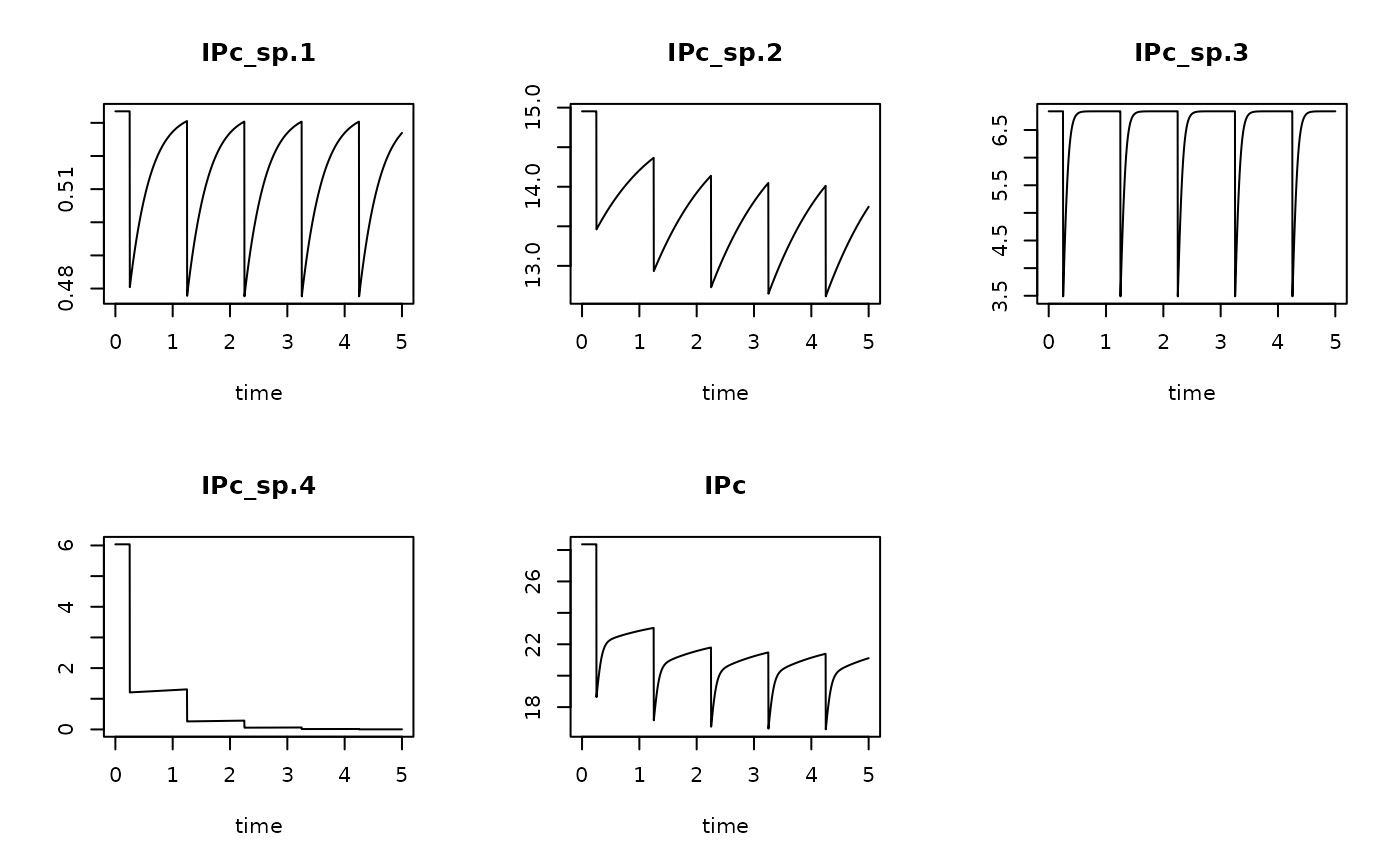 IPc_sp.1 IPc_sp.2 IPc_sp.3
0.51 0.48
15.0 14.0 13.0
6.5 5.5 4.5 3.5
0 1 2 3 4 5 0 1 2 3 4 5 0 1 2 3 4 5
time time time
IPc_sp.4 IPc
6 4 2 0
26 22 18
0 1 2 3 4 5 0 1 2 3 4 5
time time